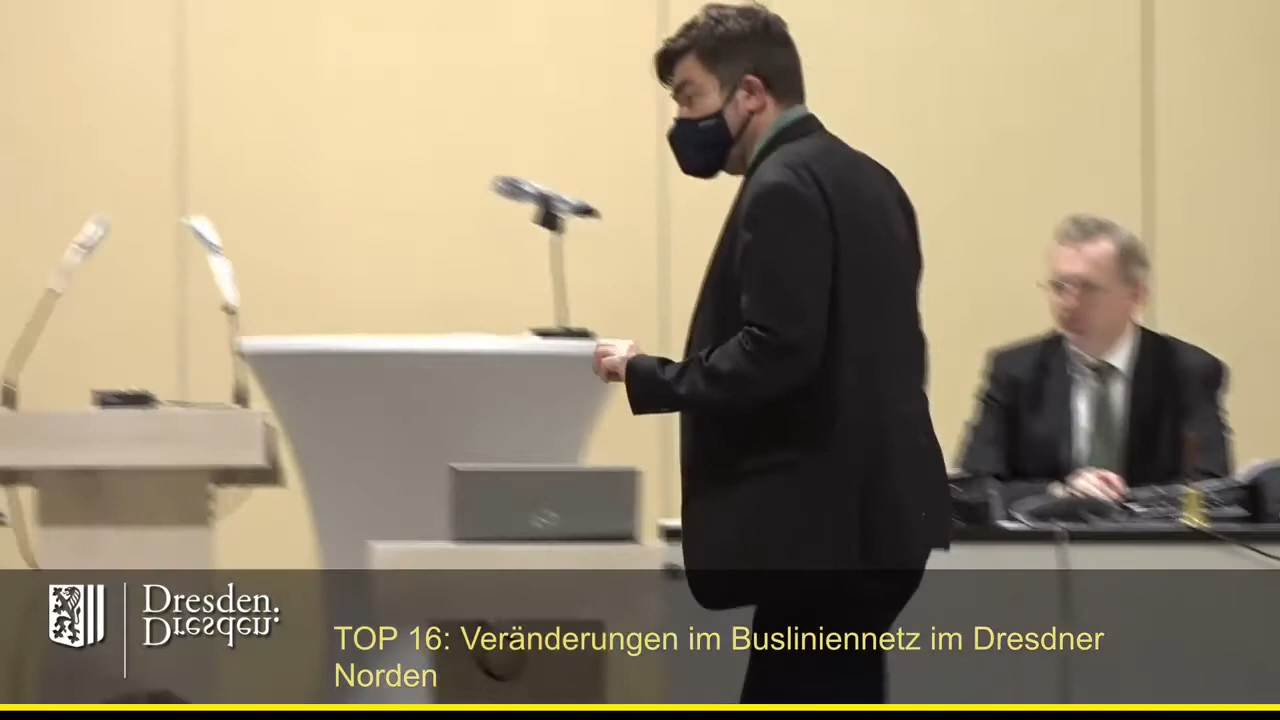 Dresden.
Dresden.
TOP 16: Veränderungen im Busliniennetz im Dresdner
Norden